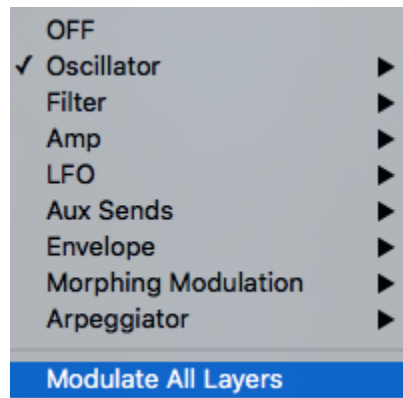 OFF
✓ Oscillator ▶
Filter ▶
Amp ▶
LFO ▶
Aux Sends ▶
Envelope ▶
Morphing Modulation ▶
Arpeggiator ▶
Modulate All Layers